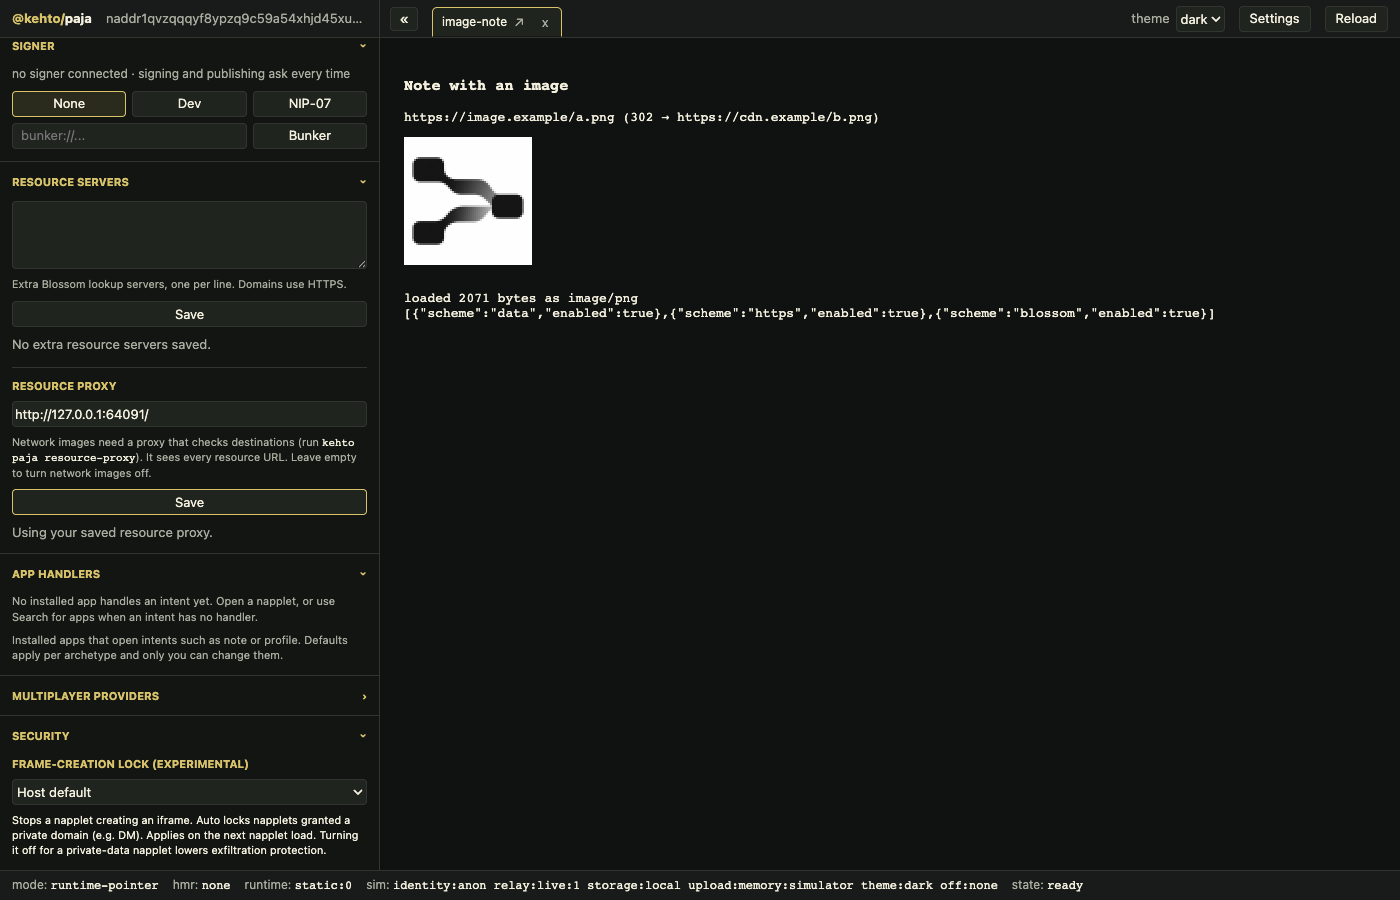 @kehto/paja naddr1qvzqqqyf8ypzq9c59a54xhjd45xu...
SIGNER
no signer connected · signing and publishing ask every time
None Dev NIP-07
bunker://... Bunker
RESOURCE SERVERS
Extra Blossom lookup servers, one per line. Domains use HTTPS.
Save
No extra resource servers saved.
RESOURCE PROXY
http://127.0.0.1:64091/
Network images need a proxy that checks destinations (run kehto
paja resource-proxy). It sees every resource URL. Leave empty
to turn network images off.
Save
Using your saved resource proxy.
APP HANDLERS
No installed app handles an intent yet. Open a napplet, or use
Search for apps when an intent has no handler.
Installed apps that open intents such as note or profile. Defaults
apply per archetype and only you can change them.
MULTIPLAYER PROVIDERS
SECURITY
FRAME-CREATION LOCK (EXPERIMENTAL)
Host default
Stops a napplet creating an iframe. Auto locks napplets granted a
private domain (e.g. DM). Applies on the next napplet load. Turning
it off for a private-data napplet lowers exfiltration protection.
« image-note ↗ x theme dark Settings Reload
Note with an image
https://image.example/a.png (302 → https://cdn.example/b.png)
loaded 2071 bytes as image/png
[{"scheme":"data","enabled":true},{"scheme":"https","enabled":true},{"scheme":"blossom","enabled":true}]
mode: runtime-pointer hmr: none runtime: static:0 sim: identity:anon relay:live:1 storage:local upload:memory:simulator theme:dark off:none state: ready